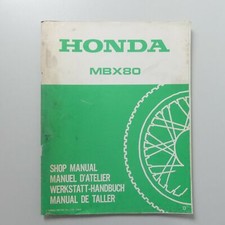 HONDA
MBX80
SHOP MANUAL
MANUEL D'ATELIER
WERKSTATT-HANDBUCH
MANUAL DE TALLER